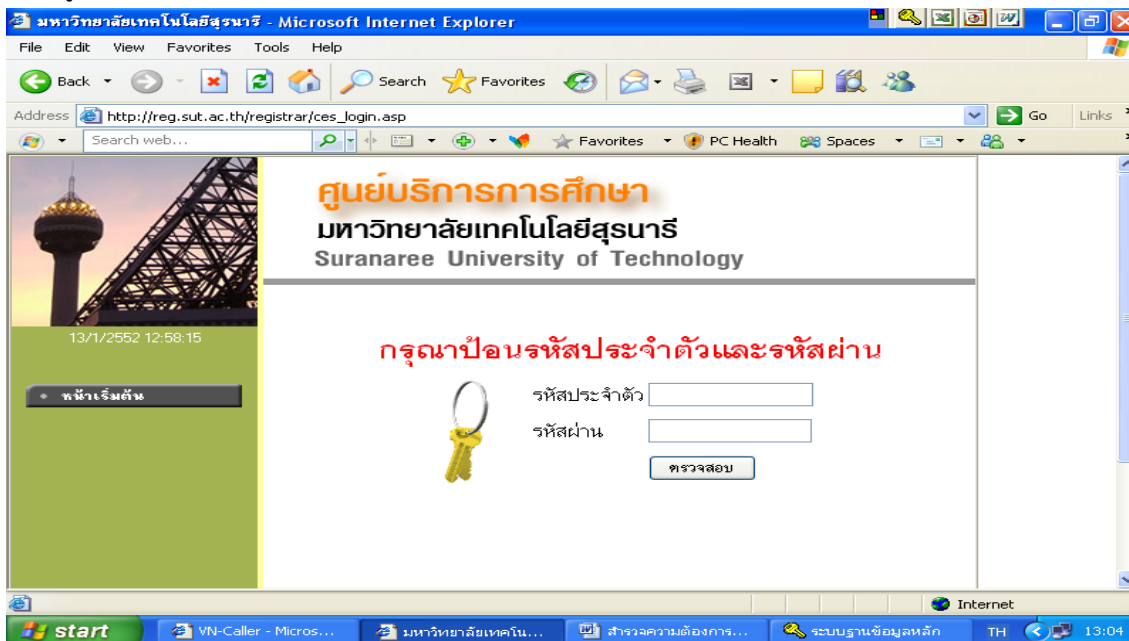 มหาวิทยาลัยเทคโนโลยีสุรนารี - Microsoft Internet Explorer
File Edit View Favorites Tools Help
Back Search Favorites
Address http://reg.sut.ac.th/registrar/ces_login.asp Go Links
Search web... Favorites PC Health Spaces
ศูนย์บริการการศึกษา
มหาวิทยาลัยเทคโนโลยีสุรนารี
Suranaree University of Technology
13/1/2552 12:58:15
กรุณาป้อนรหัสประจำตัวและรหัสผ่าน
หน้าเริ่มต้น
รหัสประจำตัว
รหัสผ่าน
ตรวจสอบ
Internet
start VN-Caller - Micros... มหาวิทยาลัยเทคโน... สำรวจความต้องการ... ระบบฐานข้อมูลหลัก TH 13:04